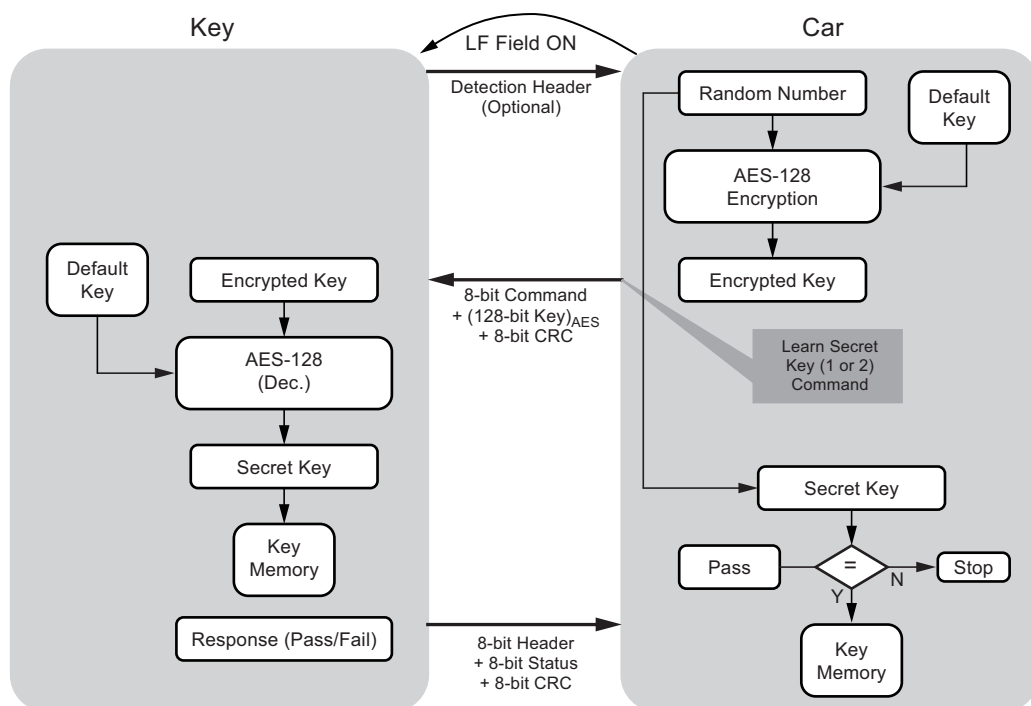 Key
Car
LF Field ON
Detection Header
(Optional)
Random Number
Default
Key
AES-128
Encryption
Encrypted Key
Default
Key
Encrypted Key
8-bit Command
+ (128-bit Key)AES
+ 8-bit CRC
AES-128
(Dec.)
Learn Secret
Key (1 or 2)
Command
Secret Key
Secret Key
Key
Memory
Pass
=
N
Stop
Y
Response (Pass/Fail)
8-bit Header
+ 8-bit Status
+ 8-bit CRC
Key
Memory